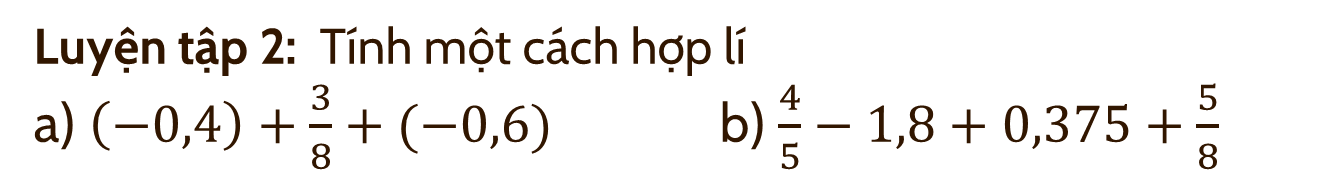 Luyện tập 2: Tính một cách hợp lí
a) (−0,4) + 3/8 + (−0,6) b) 4/5 − 1,8 + 0,375 + 5/8